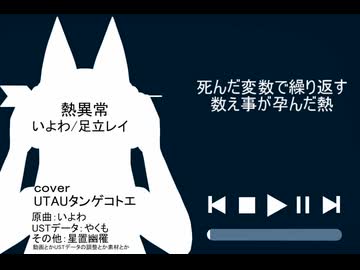 死んだ変数で繰り返す
数え事が孕んだ熱
熱異常
いよわ/足立レイ
cover
UTAUタンゲコトエ
原曲:いよわ
USTデータ:やくも
その他:星置幽罹
動画とかUSTデータの調整とか素材とか